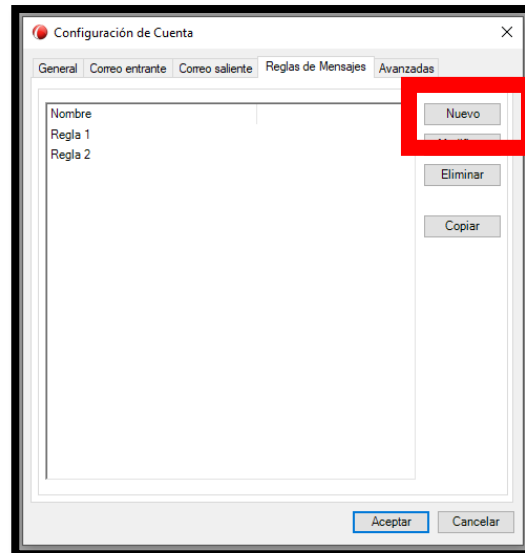 Configuración de Cuenta
General Correo entrante Correo saliente Reglas de Mensajes Avanzadas
Nombre
Regla 1
Regla 2
Nuevo
Eliminar
Copiar
Aceptar Cancelar